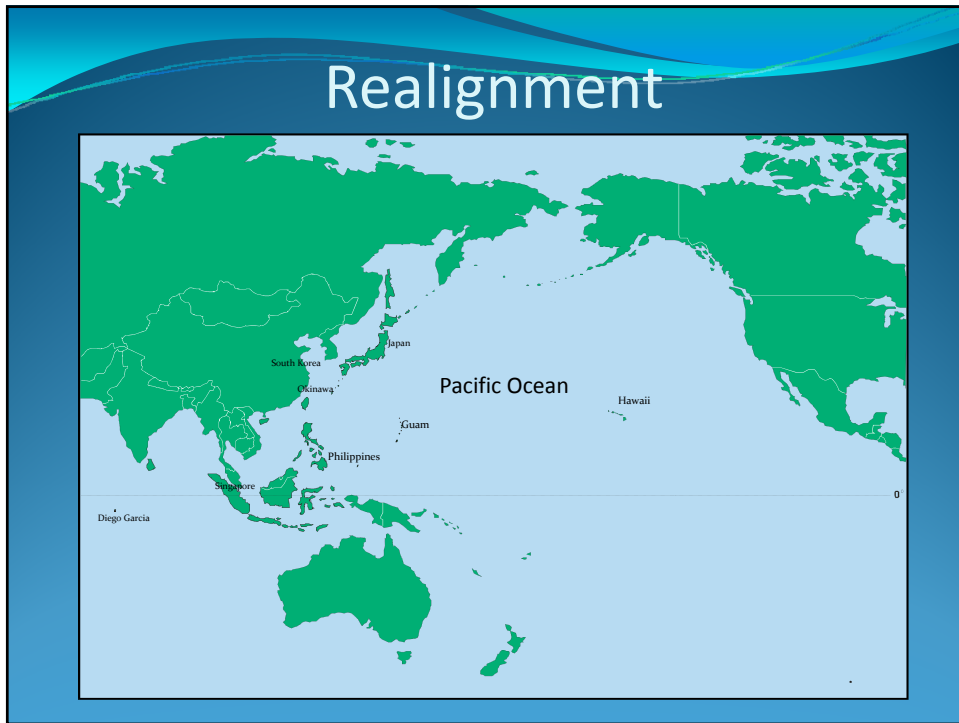 Realignment
Japan
South Korea
Okinawa
Pacific Ocean
Hawaii
Guam
Philippines
Singapore
0°
Diego Garcia